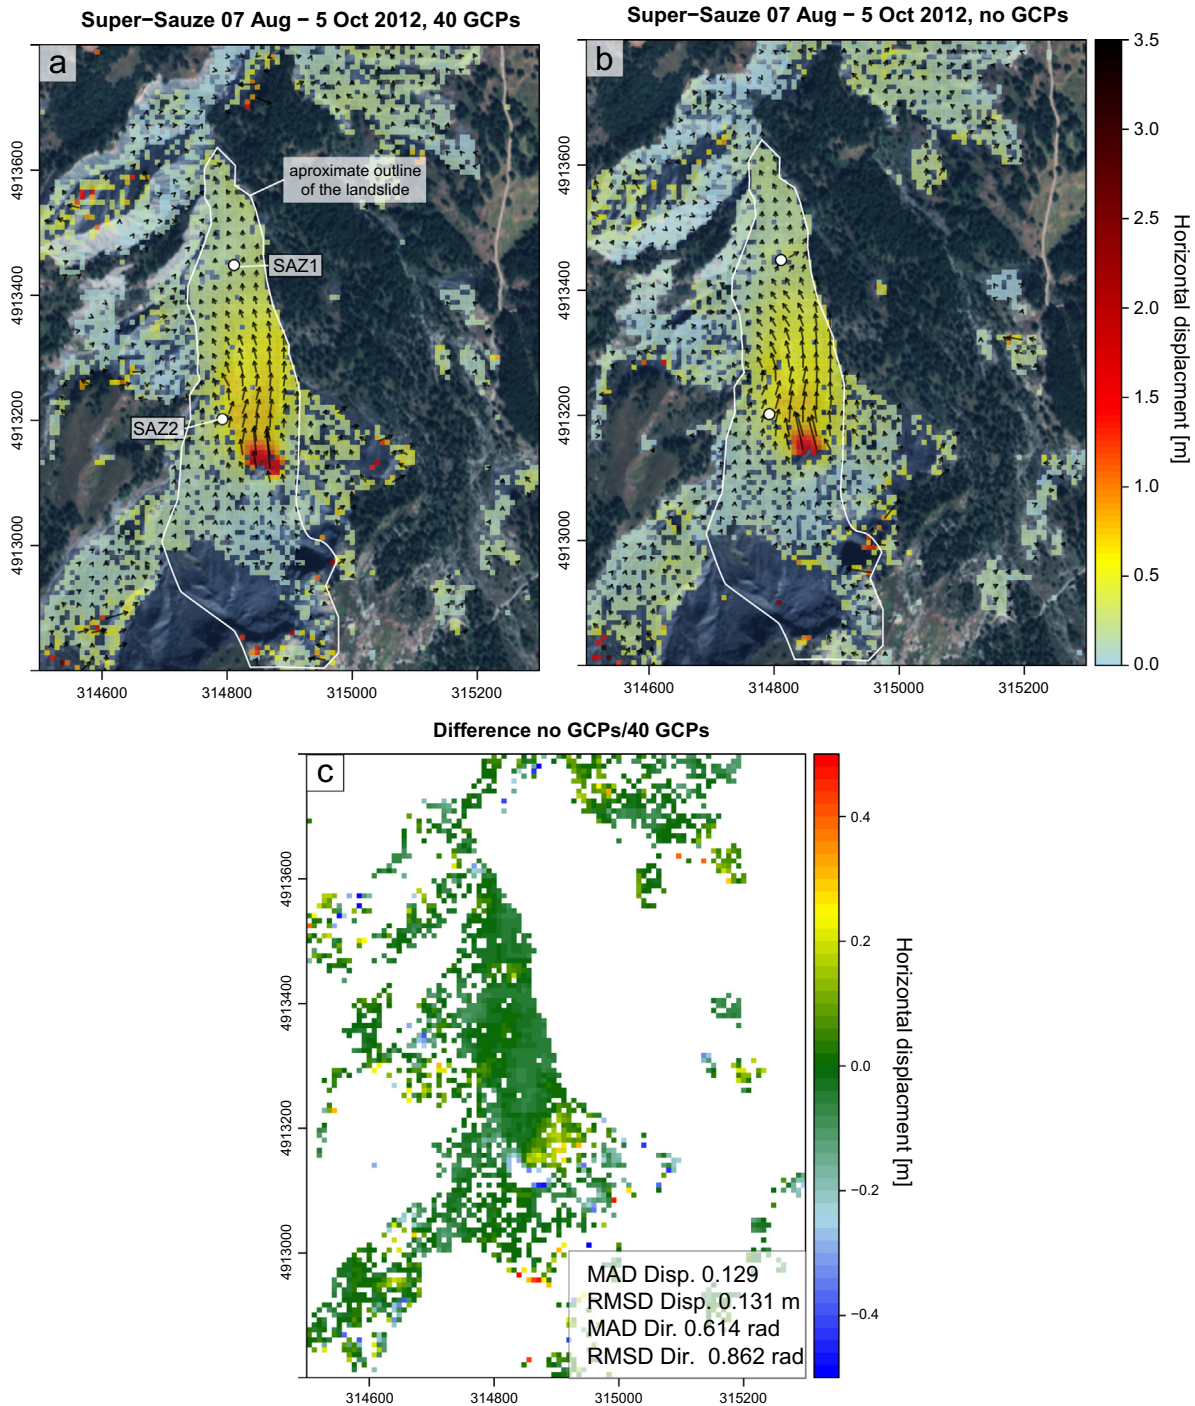 Super−Sauze 07 Aug − 5 Oct 2012, 40 GCPs
Super−Sauze 07 Aug − 5 Oct 2012, no GCPs
a
aproximate outline
of the landslide
SAZ1
SAZ2
4913600
4913400
4913200
4913000
314600
314800
315000
315200
b
4913600
4913400
4913200
4913000
314600
314800
315000
315200
3.5
3.0
2.5
2.0
1.5
1.0
0.5
0.0
Horizontal displacment [m]
Difference no GCPs/40 GCPs
c
4913600
4913400
4913200
4913000
314600
314800
315000
315200
MAD Disp. 0.129
RMSD Disp. 0.131 m
MAD Dir. 0.614 rad
RMSD Dir. 0.862 rad
0.4
0.2
0.0
−0.2
−0.4
Horizontal displacment [m]